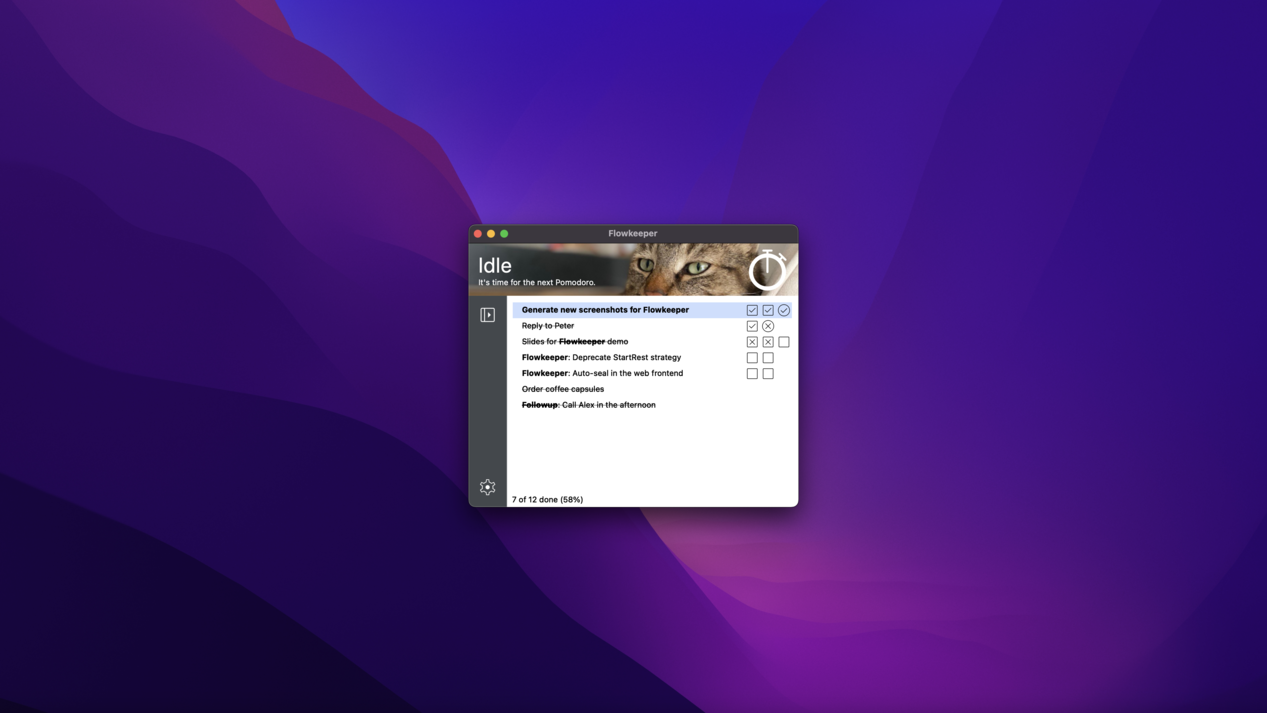 Flowkeeper
Idle
It's time for the next Pomodoro.
Generate new screenshots for Flowkeeper
Reply to Peter
Slides for Flowkeeper demo
Flowkeeper: Deprecate StartRest strategy
Flowkeeper: Auto-seal in the web frontend
Order coffee capsules
Followup: Call Alex in the afternoon
7 of 12 done (58%)